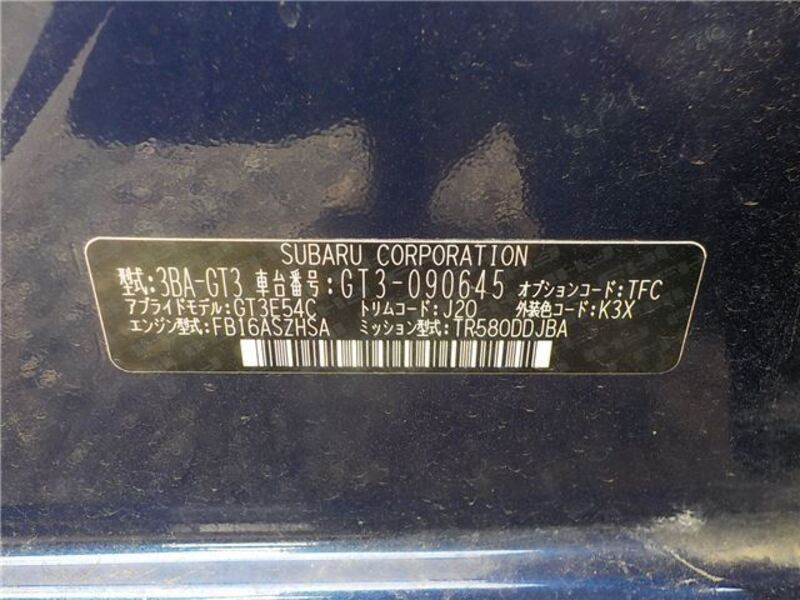 SUBARU CORPORATION
型式:3BA-GT3 車台番号:GT3-090645 オプションコード:TFC
アプライドモデル:GT3E54C トリムコード:J20 外装色コード:K3X
エンジン型式:FB16ASZHSA ミッション型式:TR580DDJBA